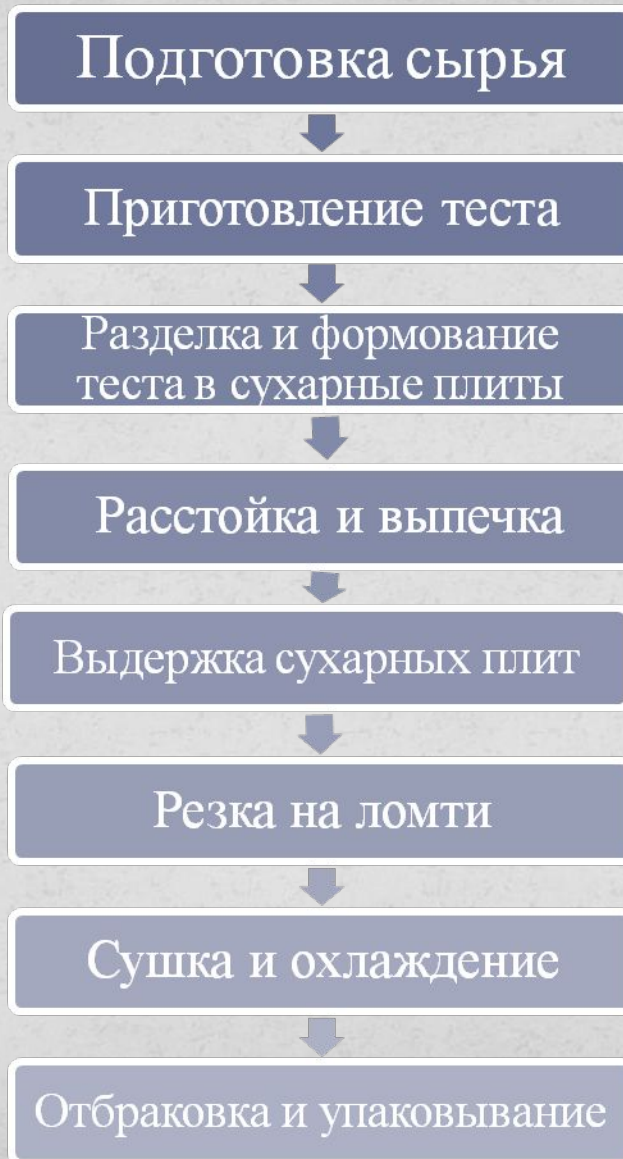 Подготовка сырья
Приготовление теста
Разделка и формование
теста в сухарные плиты
Расстойка и выпечка
Выдержка сухарных плит
Резка на ломти
Сушка и охлаждение
Отбраковка и упаковывание